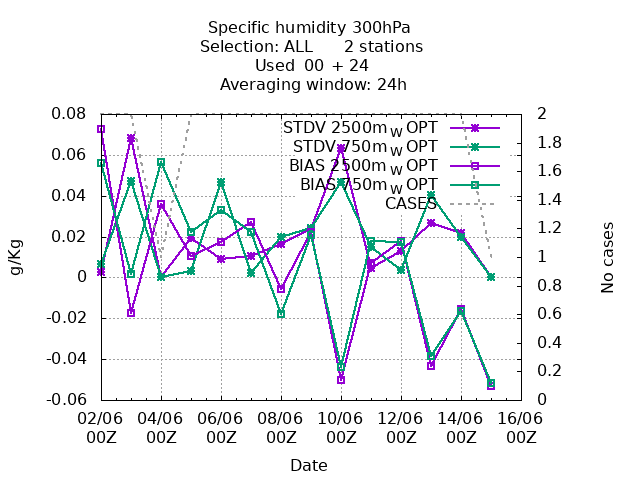 Specific humidity 300hPa
Selection: ALL 2 stations
Used 00 + 24
Averaging window: 24h
STDV 2500m_w OPT
STDV 750m_w OPT
BIAS 2500m_w OPT
BIAS 750m_w OPT
CASES
0.08
0.06
0.04
0.02
0
-0.02
-0.04
-0.06
g/Kg
2
1.8
1.6
1.4
1.2
1
0.8
0.6
0.4
0.2
0
No cases
02/06 04/06 06/06 08/06 10/06 12/06 14/06 16/06
00Z 00Z 00Z 00Z 00Z 00Z 00Z 00Z
Date